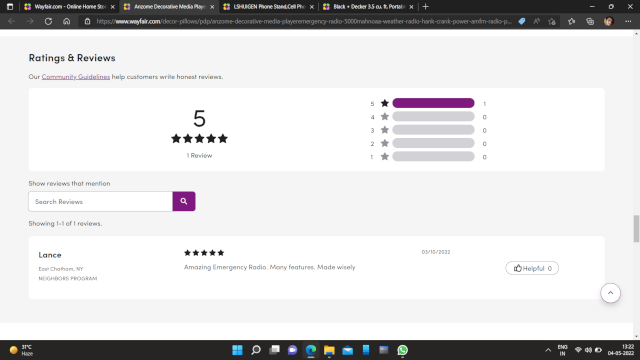 Wayfair.com - Online Home Stor
Anzome Decorative Media Playe
LSHUIGEN Phone Stand,Cell Pho
Black + Decker 3.5 cu. ft. Portabl
https://www.wayfair.com/decor-pillows/pdp/anzome-decorative-media-playeremergency-radio-5000mahnoaa-weather-radio-hank-crank-power-amfm-radio-p...
Ratings & Reviews
Our Community Guidelines help customers write honest reviews.
5
1 Review
5 1
4 0
3 0
2 0
1 0
Show reviews that mention
Search Reviews
Showing 1-1 of 1 reviews.
Lance
East Chatham, NY
NEIGHBORS PROGRAM
Amazing Emergency Radio. Many features. Made wisely
03/10/2022
Helpful 0
31°C
Haze
ENG
IN
13:22
04-05-2022